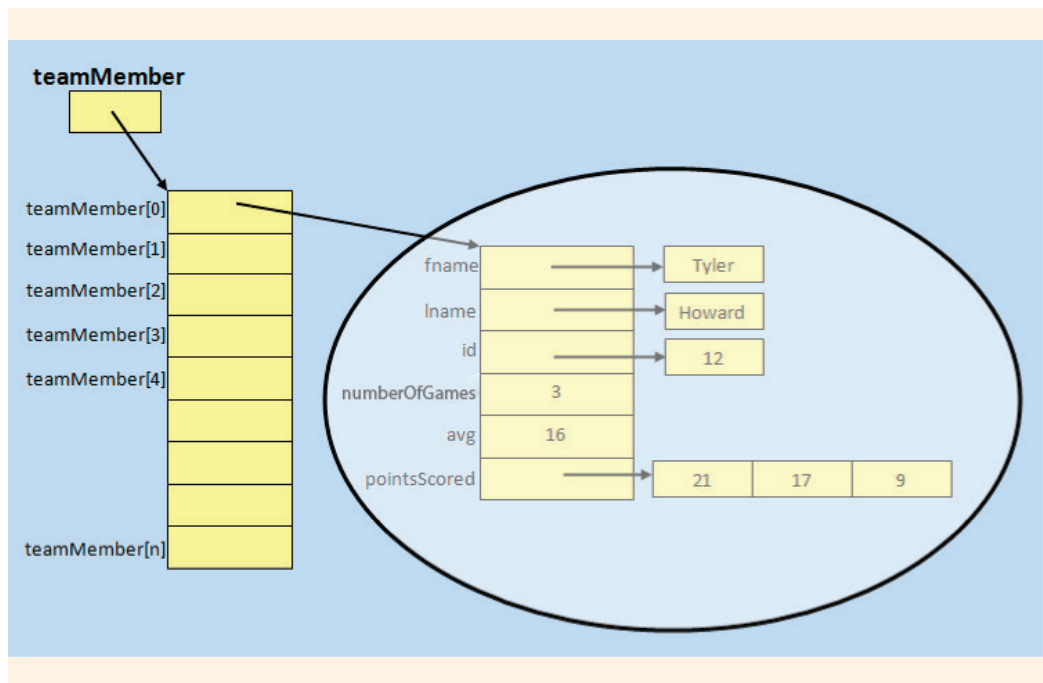 teamMember
teamMember[0]
teamMember[1]
teamMember[2]
teamMember[3]
teamMember[4]
teamMember[n]
fname Tyler
lname Howard
id 12
numberOfGames 3
avg 16
pointsScored 21 17 9